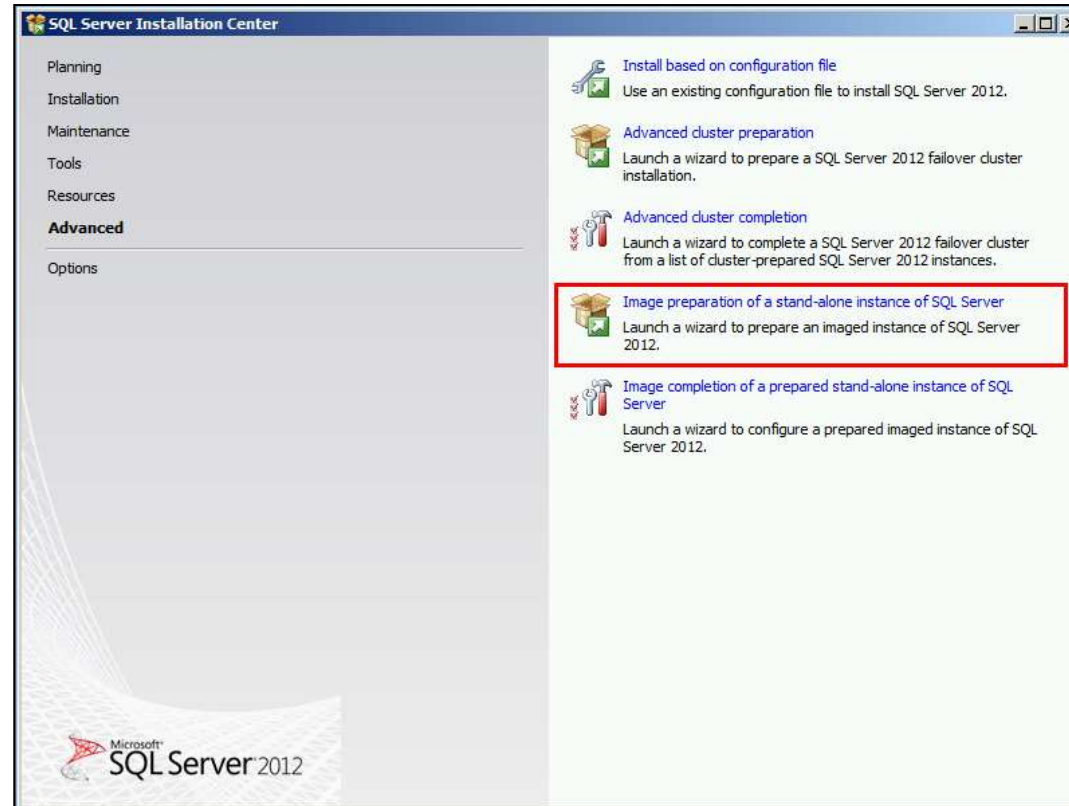 SQL Server Installation Center
Planning
Installation
Maintenance
Tools
Resources
Advanced
Options
Install based on configuration file
Use an existing configuration file to install SQL Server 2012.
Advanced cluster preparation
Launch a wizard to prepare a SQL Server 2012 failover cluster
installation.
Advanced cluster completion
Launch a wizard to complete a SQL Server 2012 failover cluster
from a list of cluster-prepared SQL Server 2012 instances.
Image preparation of a stand-alone instance of SQL Server
Launch a wizard to prepare an imaged instance of SQL Server
2012.
Image completion of a prepared stand-alone instance of SQL
Server
Launch a wizard to configure a prepared imaged instance of SQL
Server 2012.
Microsoft
SQL Server 2012